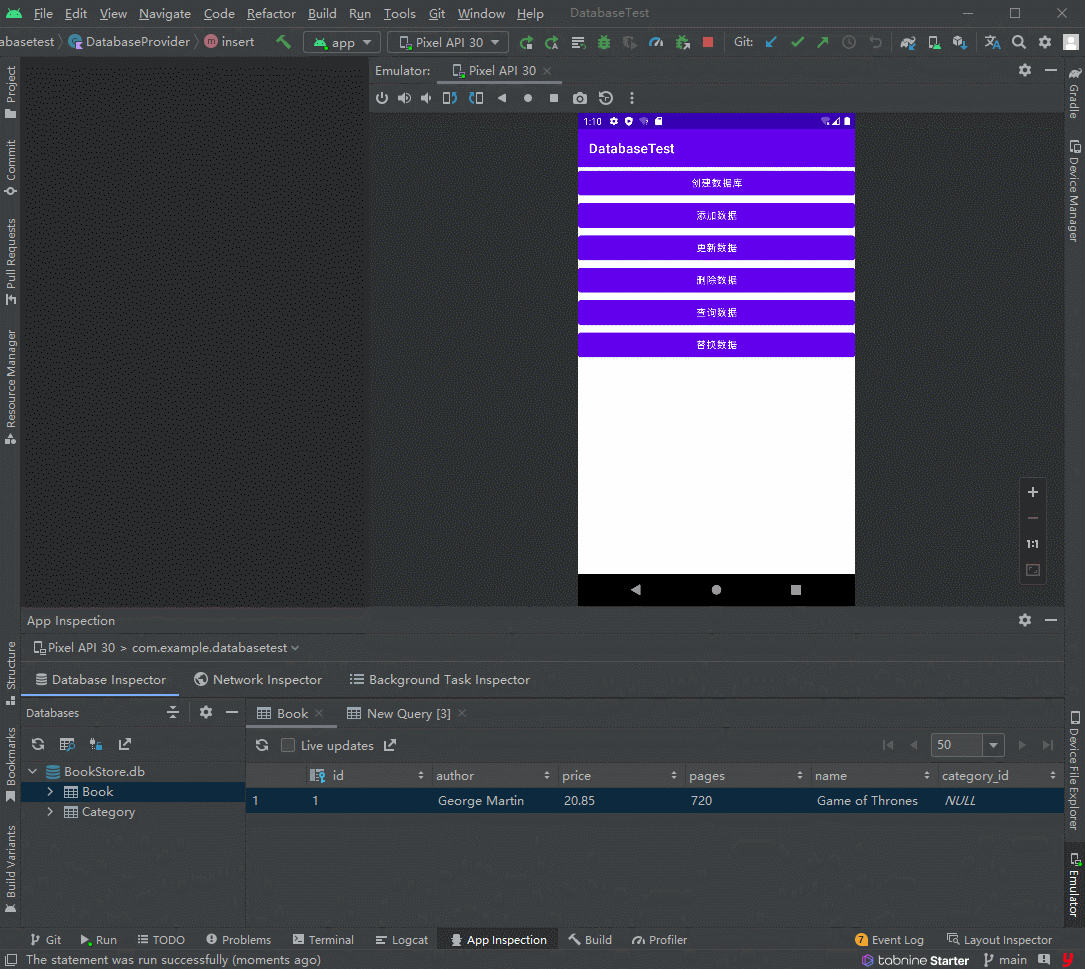 File Edit View Navigate Code Refactor Build Run Tools Git Window Help DatabaseTest
abasetest DatabaseProvider insert app Pixel API 30 Git:
Emulator: Pixel API 30
1:10
DatabaseTest
创建数据库
添加数据
更新数据
删除数据
查询数据
替换数据
1:1
Project
Commit
Pull Requests
Resource Manager
Structure
Bookmarks
Build Variants
Gradle
Device Manager
Device File Explorer
Emulator
App Inspection
Pixel API 30 > com.example.databasetest
Database Inspector Network Inspector Background Task Inspector
Databases Book New Query [3]
Live updates 50
BookStore.db id author price pages name category_id
Book 1 1 George Martin 20.85 720 Game of Thrones NULL
Category
Git Run TODO Problems Terminal Logcat App Inspection Build Profiler 7 Event Log Layout Inspector
The statement was run successfully (moments ago) tabnine Starter main